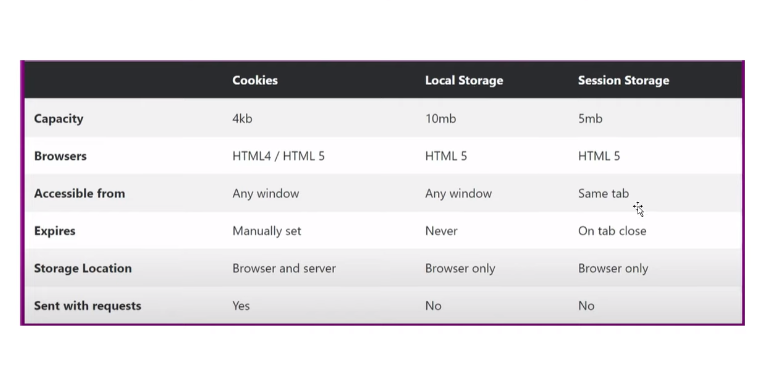 Cookies Local Storage Session Storage
Capacity 4kb 10mb 5mb
Browsers HTML4 / HTML 5 HTML 5 HTML 5
Accessible from Any window Any window Same tab
Expires Manually set Never On tab close
Storage Location Browser and server Browser only Browser only
Sent with requests Yes No No